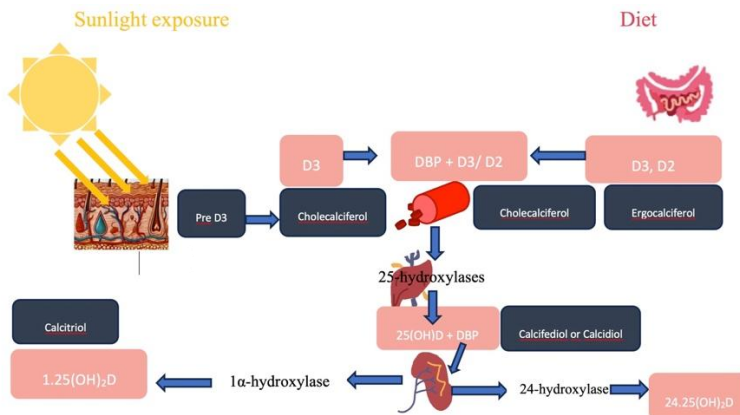 Sunlight exposure
Diet
D3
DBP + D3/ D2
D3, D2
Pre D3
Cholecalciferol
Cholecalciferol
Ergocalciferol
25-hydroxylases
Calcitriol
25(OH)D + DBP
Calcifediol or Calcidiol
1.25(OH)₂D
1α-hydroxylase
24-hydroxylase
24.25(OH)₂D